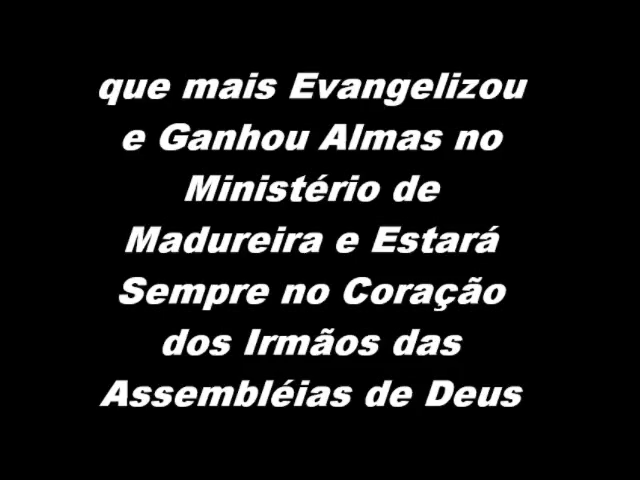 que mais Evangelizou
e Ganhou Almas no
Ministério de
Madureira e Estará
Sempre no Coração
dos Irmãos das
Assembléias de Deus